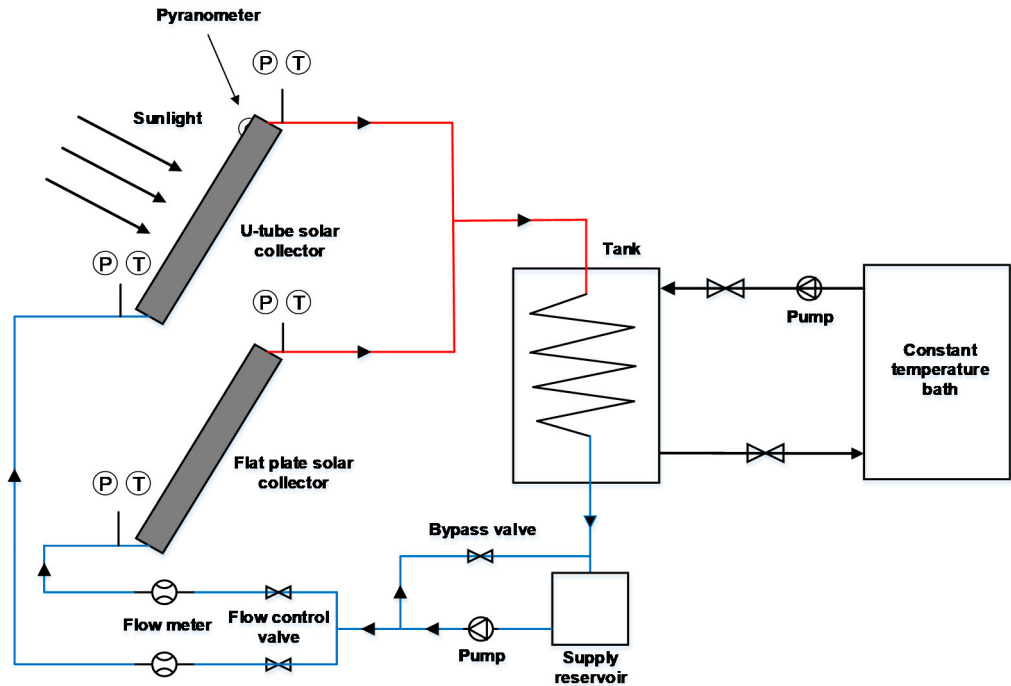 Pyranometer
P T
Sunlight
U-tube solar
collector
P T
Tank
P T
Pump
Constant
temperature
bath
Flat plate solar
collector
P T
Bypass valve
Flow meter
Flow control
valve
Pump
Supply
reservoir